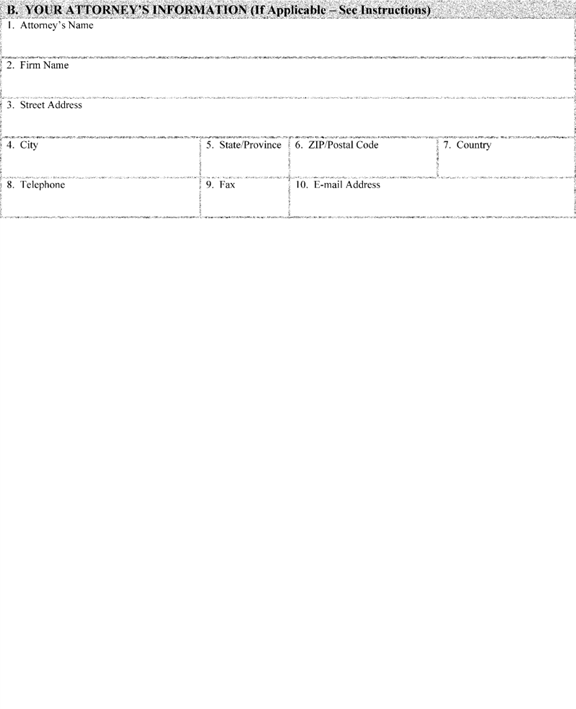 B. YOUR ATTORNEY'S INFORMATION (If Applicable – See Instructions)
1. Attorney's Name
2. Firm Name
3. Street Address
4. City 5. State/Province 6. ZIP/Postal Code 7. Country
8. Telephone 9. Fax 10. E-mail Address